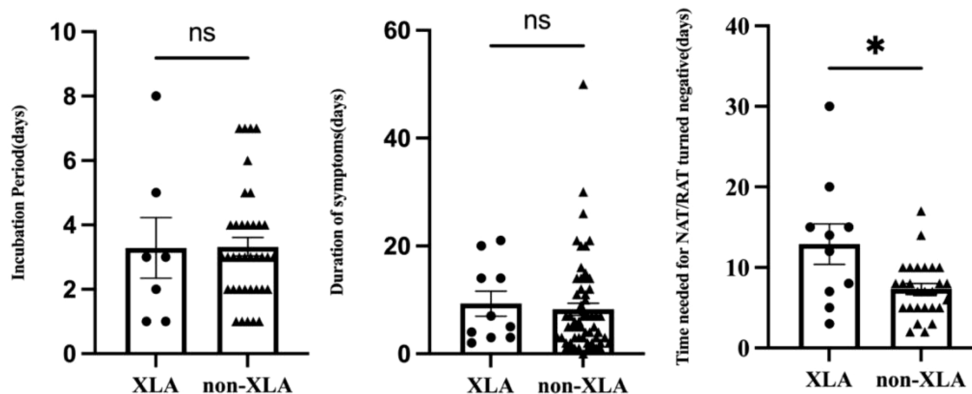 Incubation Period(days)
10
8
6
4
2
0
ns
XLA
non-XLA
Duration of symptoms(days)
60
40
20
0
ns
XLA
non-XLA
Time needed for NAT/RAT turned negative(days)
40
30
20
10
0
*
XLA
non-XLA